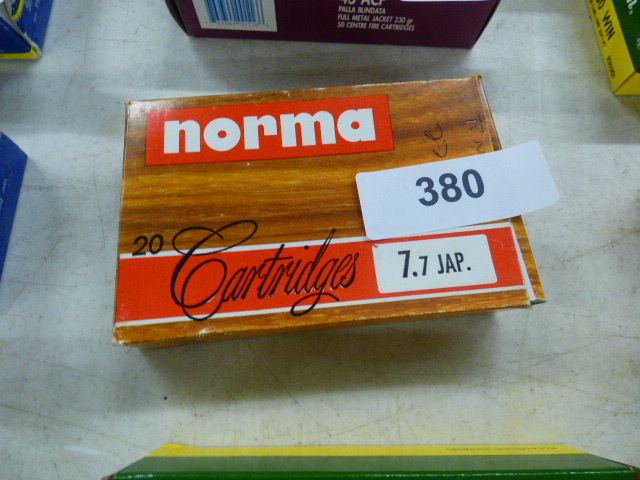 45 ACP
PALLA BLINDATA
FULL METAL JACKET 230 gr
50 CENTRE FIRE CARTRIDGES
WIN
norma
380
20 Cartridges
7.7 JAP.